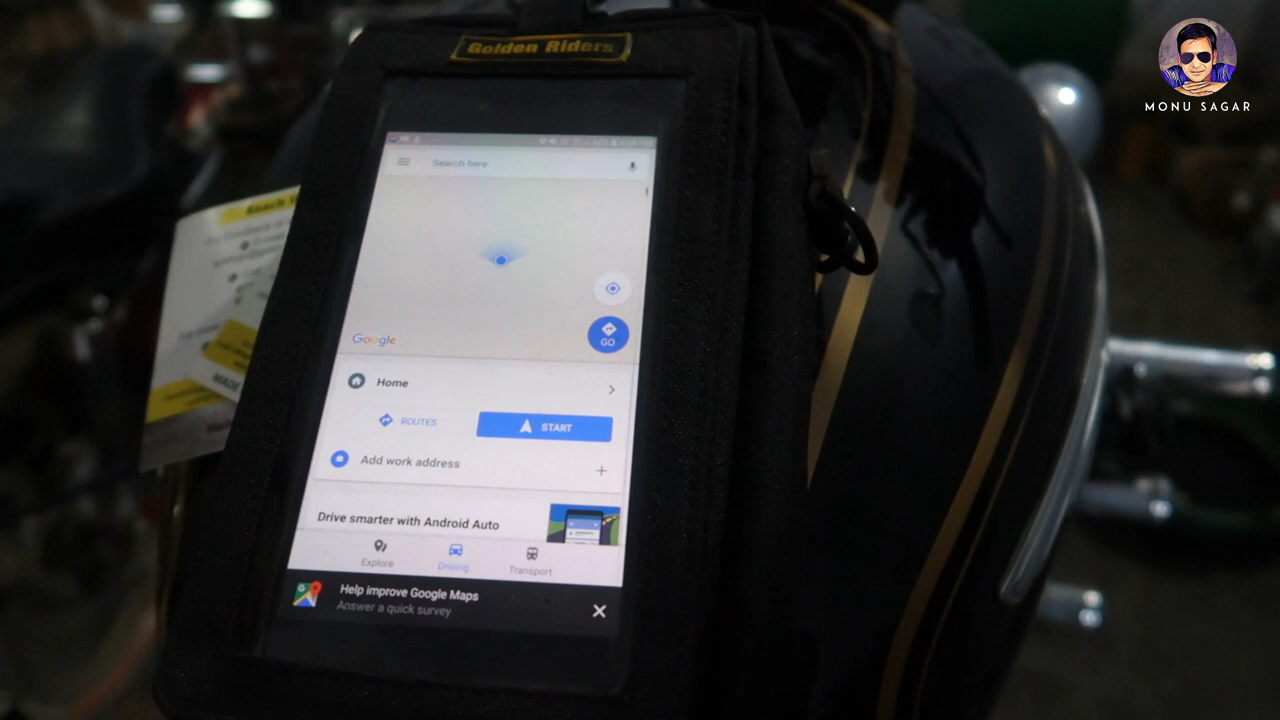 Golden Riders
MONU SAGAR
Search here
Google
GO
Home
ROUTES
START
Add work address
Drive smarter with Android Auto
Explore
Driving
Transport
Help improve Google Maps
Answer a quick survey
MADE